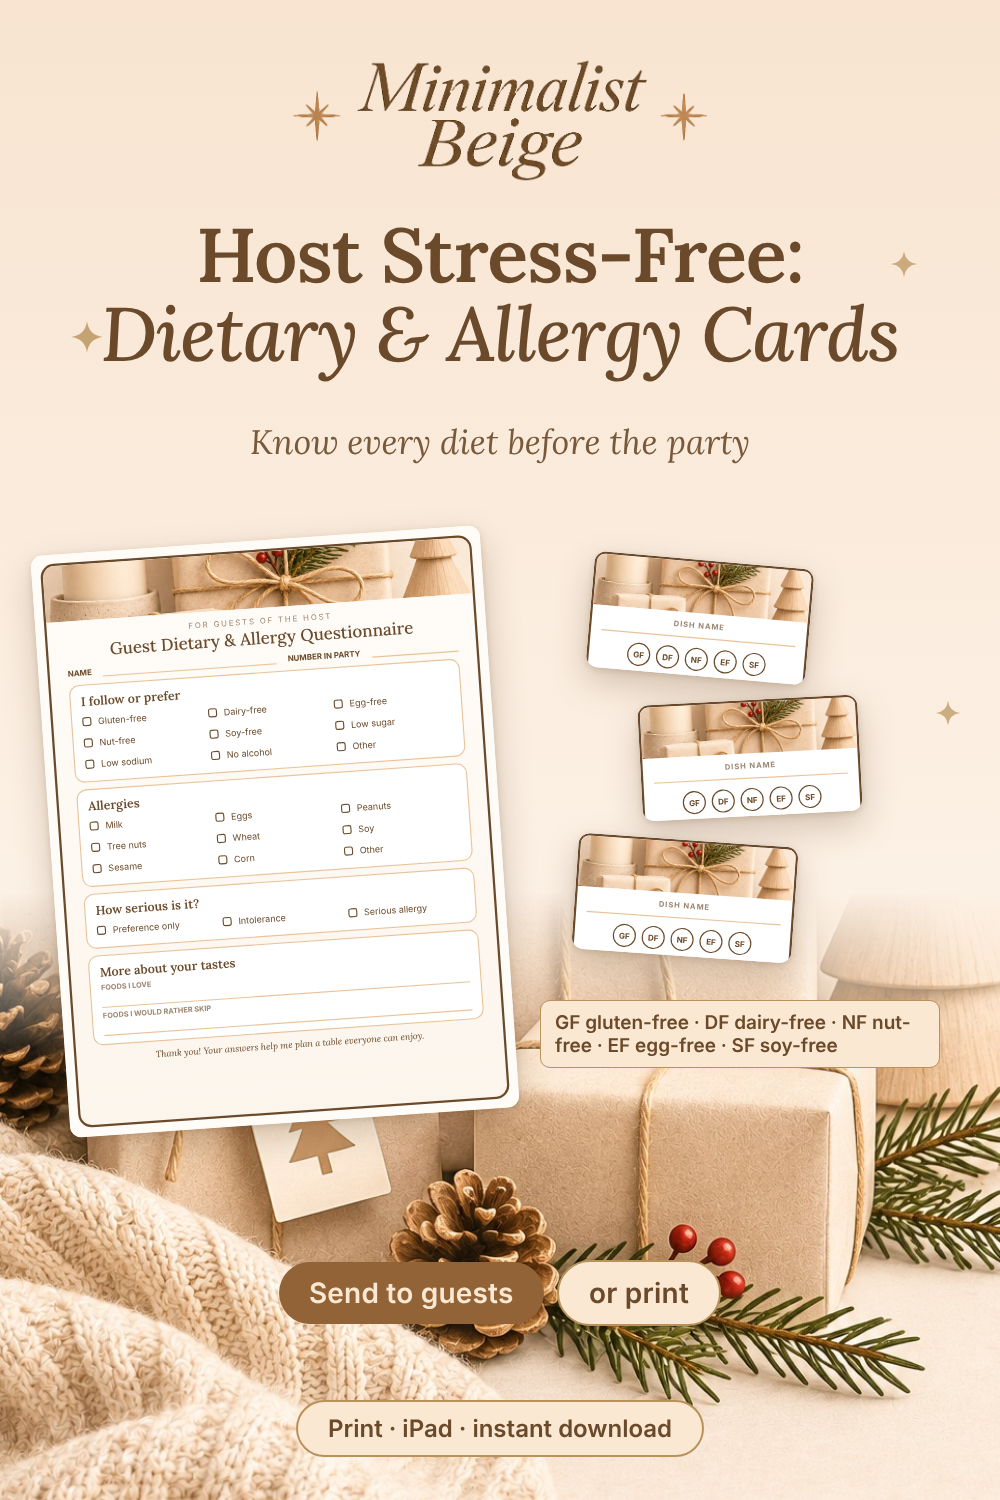 Minimalist
Beige
Host Stress-Free:
Dietary & Allergy Cards
Know every diet before the party
FOR GUESTS OF THE HOST
Guest Dietary & Allergy Questionnaire
NAME NUMBER IN PARTY
I follow or prefer
Gluten-free Dairy-free Egg-free
Nut-free Soy-free Low sugar
Low sodium No alcohol Other
Allergies
Milk Eggs Peanuts
Tree nuts Wheat Soy
Sesame Corn Other
How serious is it?
Preference only Intolerance Serious allergy
More about your tastes
FOODS I LOVE
FOODS I WOULD RATHER SKIP
Thank you! Your answers help me plan a table everyone can enjoy.
DISH NAME
GF DF NF EF SF
DISH NAME
GF DF NF EF SF
DISH NAME
GF DF NF EF SF
GF gluten-free · DF dairy-free · NF nut-
free · EF egg-free · SF soy-free
Send to guests or print
Print · iPad · instant download